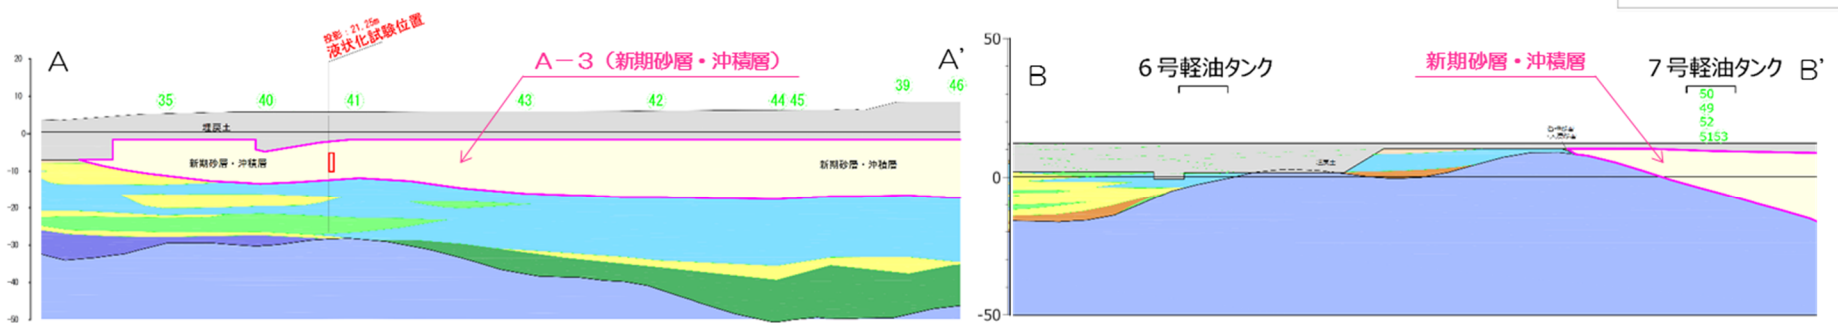 投影：21.25m
液状化試験位置
A
A－3（新期砂層・沖積層）
A'
35
40
41
43
42
44 45
39
46
埋戻土
新期砂層・沖積層
新期砂層・沖積層
20
10
0
-10
-20
-30
-40
-50
50
0
-50
B
6号軽油タンク
新期砂層・沖積層
7号軽油タンク
B'
50
49
52
5153
埋戻土